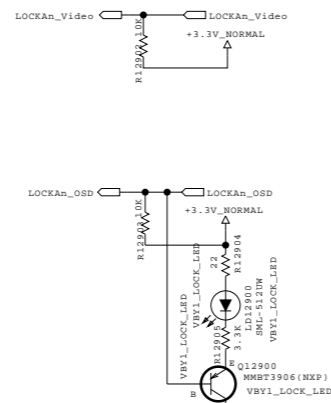 LOCKAn_Video
LOCKAn_Video
+3.3V_NORMAL
R12902 10K
LOCKAn_OSD
LOCKAn_OSD
+3.3V_NORMAL
R12903 10K
22
R12904
VBY1_LOCK_LED
LD12900
SML-512UW
VBY1_LOCK_LED
VBY1_LOCK_LED
R12905
3.3K
E
Q12900
MMBT3906(NXP)
VBY1_LOCK_LED
B